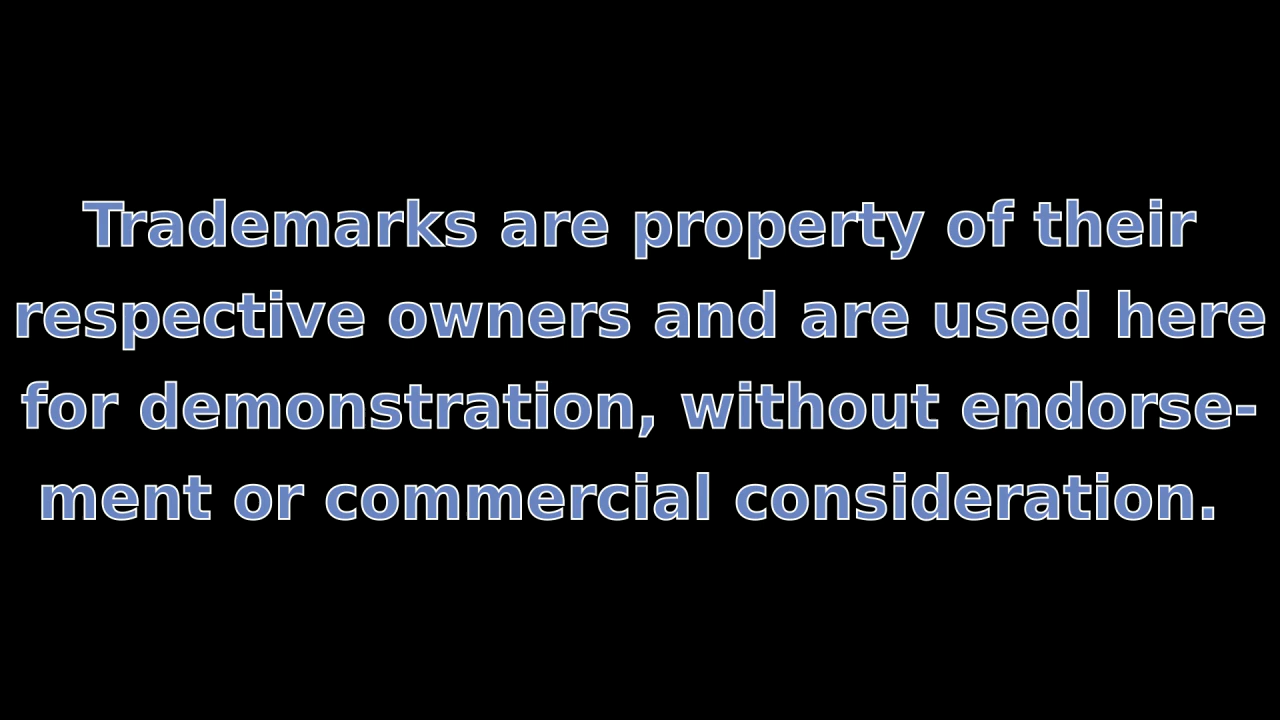 Trademarks are property of their
respective owners and are used here
for demonstration, without endorse-
ment or commercial consideration.